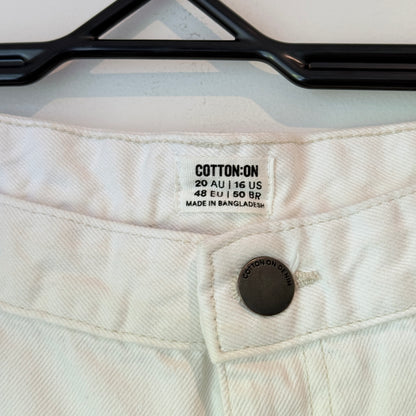 COTTON:ON
20 AU | 16 US
48 EU | 50 BR
MADE IN BANGLADESH
COTTON ON DENIM